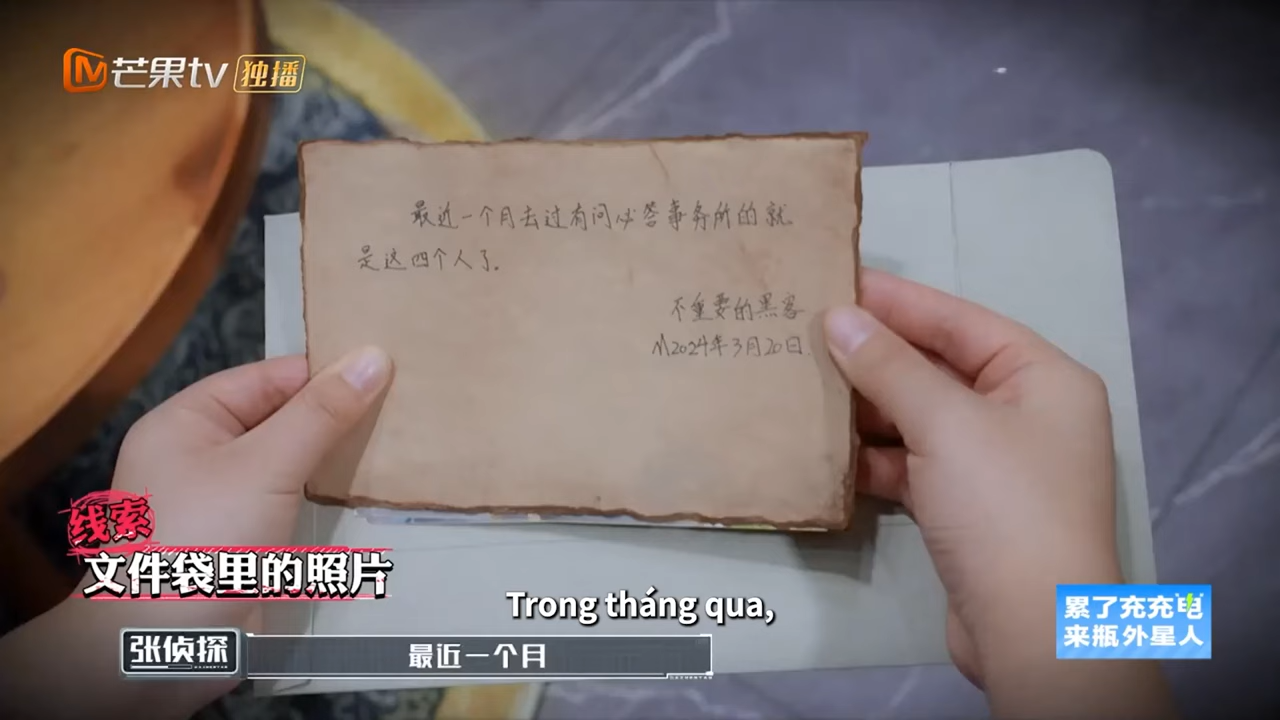 芒果TV 独播
最近一个月去过有问必答事务所的就
是这四个人了.
不重要的黑客
2024年3月20日.
线索
文件袋里的照片
Trong tháng qua,
张侦探
最近一个月
累了充充电
来瓶外星人